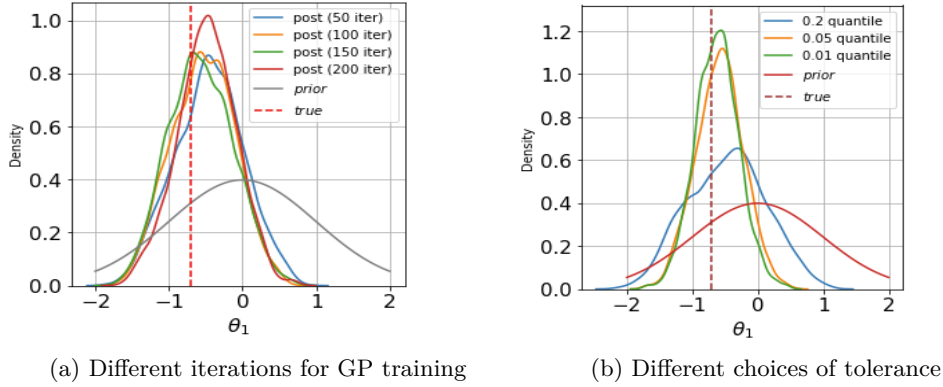 1.0
0.8
0.6
0.4
0.2
0.0
Density
post (50 iter)
post (100 iter)
post (150 iter)
post (200 iter)
prior
true
−2 −1 0 1 2
θ1
(a) Different iterations for GP training
1.2
1.0
0.8
0.6
0.4
0.2
0.0
Density
0.2 quantile
0.05 quantile
0.01 quantile
prior
true
−2 −1 0 1 2
θ1
(b) Different choices of tolerance